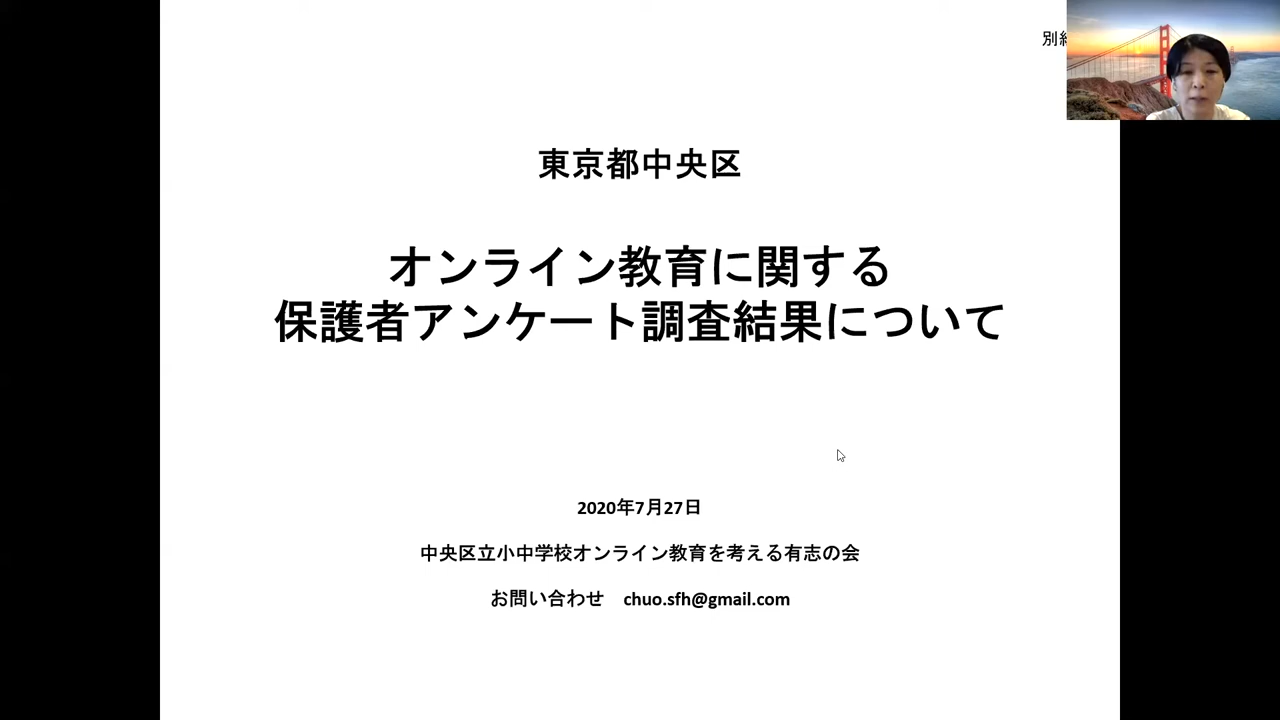 別
東京都中央区
オンライン教育に関する
保護者アンケート調査結果について
2020年7月27日
中央区立小中学校オンライン教育を考える有志の会
お問い合わせ　chuo.sfh@gmail.com